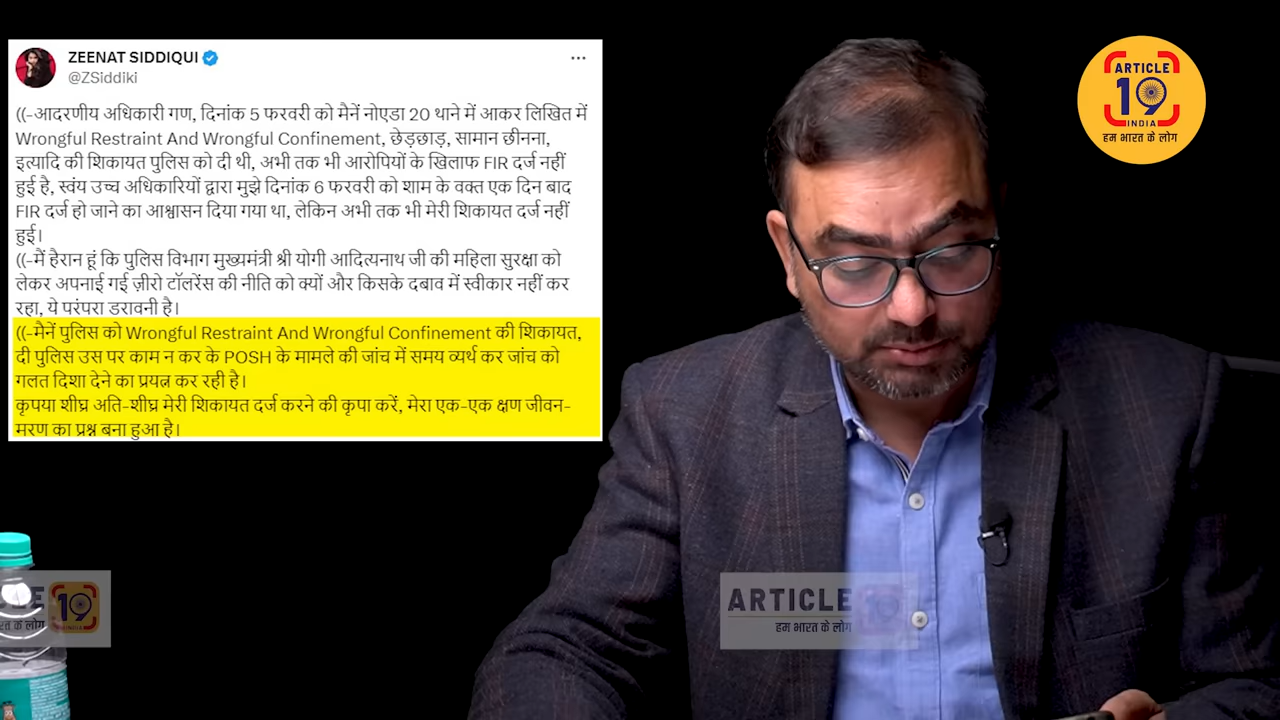 ZEENAT SIDDIQUI
@ZSiddiki
((-आदरणीय अधिकारी गण, दिनांक 5 फरवरी को मैनें नोएडा 20 थाने में आकर लिखित में
Wrongful Restraint And Wrongful Confinement, छेड़छाड़, सामान छीनना,
इत्यादि की शिकायत पुलिस को दी थी, अभी तक भी आरोपियों के खिलाफ FIR दर्ज नहीं
हुई है, स्वंय उच्च अधिकारियों द्वारा मुझे दिनांक 6 फरवरी को शाम के वक्त एक दिन बाद
FIR दर्ज हो जाने का आश्वासन दिया गया था, लेकिन अभी तक भी मेरी शिकायत दर्ज नहीं
हुई।
((-मैं हैरान हूं कि पुलिस विभाग मुख्यमंत्री श्री योगी आदित्यनाथ जी की महिला सुरक्षा को
लेकर अपनाई गई ज़ीरो टॉलरेंस की नीति को क्यों और किसके दबाव में स्वीकार नहीं कर
रहा, ये परंपरा डरावनी है।
((-मैनें पुलिस को Wrongful Restraint And Wrongful Confinement की शिकायत,
दी पुलिस उस पर काम न कर के POSH के मामले की जांच में समय व्यर्थ कर जांच को
गलत दिशा देने का प्रयत्न कर रही है।
कृपया शीघ्र अति-शीघ्र मेरी शिकायत दर्ज करने की कृपा करें, मेरा एक-एक क्षण जीवन-
मरण का प्रश्न बना हुआ है।
ARTICLE
19
INDIA
हम भारत के लोग
ARTICLE 19
हम भारत के लोग
19
INDIA
के लोग